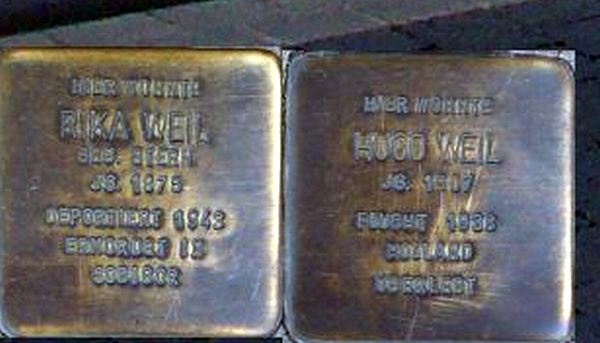 HIER WOHNTE
RIKA WEIL
GEB.
JG. 1875
DEPORTIERT 1943
ERMORDET IN
SOBIBOR
HIER WOHNTE
HUGO WEIL
JG.
FLUCHT 1938
HOLLAND
ÜBERLEBT